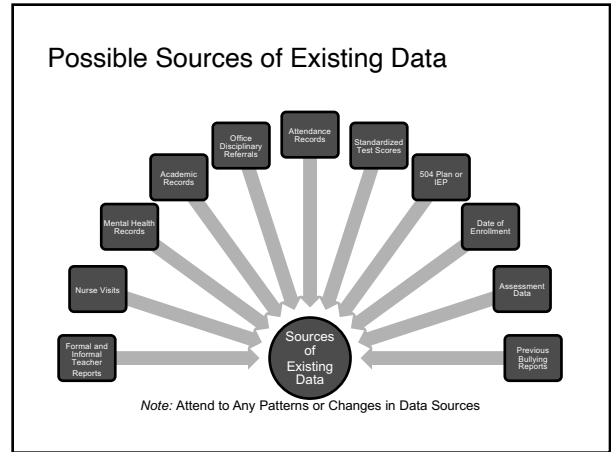 Possible Sources of Existing Data
Formal and
Informal
Teacher
Reports
Nurse Visits
Mental Health
Records
Academic
Records
Office
Disciplinary
Referrals
Attendance
Records
Standardized
Test Scores
504 Plan or
IEP
Date of
Enrollment
Assessment
Data
Previous
Bullying
Reports
Sources
of
Existing
Data
Note: Attend to Any Patterns or Changes in Data Sources